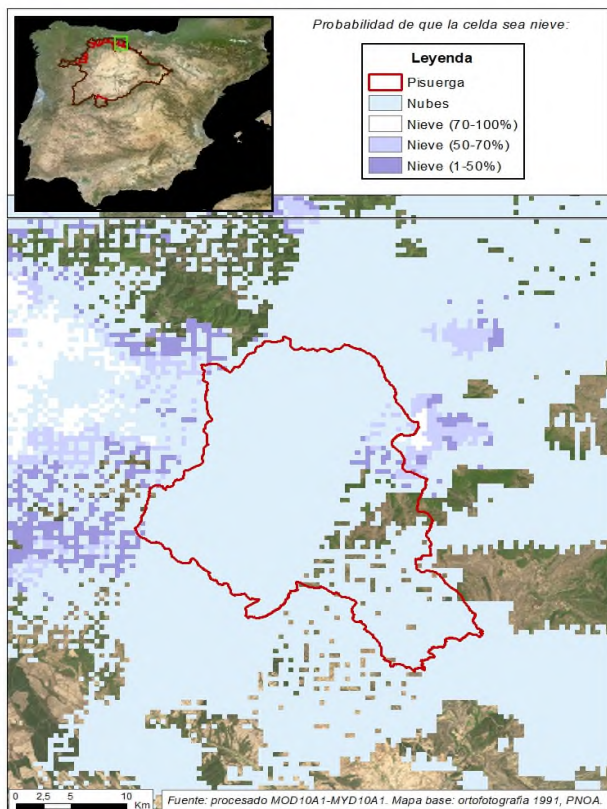 Probabilidad de que la celda sea nieve:
Leyenda
Pisuerga
Nubes
Nieve (70-100%)
Nieve (50-70%)
Nieve (1-50%)
0 2,5 5 10
Km
Fuente: procesado MOD10A1-MYD10A1. Mapa base: ortofotografia 1991, PNOA